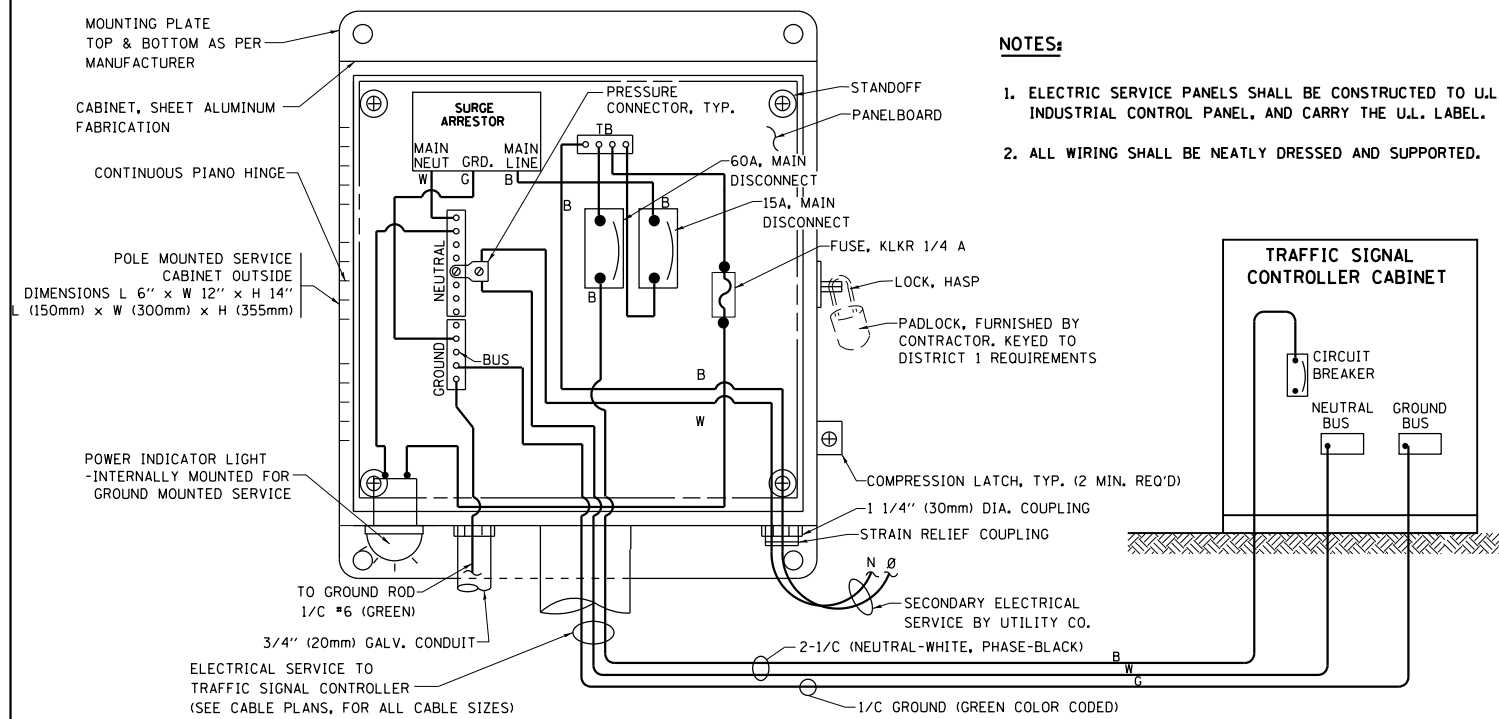 MOUNTING PLATE
TOP & BOTTOM AS PER
MANUFACTURER
CABINET, SHEET ALUMINUM
FABRICATION
CONTINUOUS PIANO HINGE
POLE MOUNTED SERVICE
CABINET OUTSIDE
DIMENSIONS L 6'' x W 12'' x H 14''
L (150mm) x W (300mm) x H (355mm)
POWER INDICATOR LIGHT
-INTERNALLY MOUNTED FOR
GROUND MOUNTED SERVICE
SURGE
ARRESTOR
MAIN
NEUT
GRD.
MAIN
LINE
W
G
B
PRESSURE
CONNECTOR, TYP.
TB
STANDOFF
PANELBOARD
60A, MAIN
DISCONNECT
15A, MAIN
DISCONNECT
B
B
B
FUSE, KLKR 1/4 A
LOCK, HASP
PADLOCK, FURNISHED BY
CONTRACTOR. KEYED TO
DISTRICT 1 REQUIREMENTS
NEUTRAL
GROUND
BUS
B
W
COMPRESSION LATCH, TYP. (2 MIN. REQ'D)
1 1/4'' (30mm) DIA. COUPLING
STRAIN RELIEF COUPLING
N Ø
SECONDARY ELECTRICAL
SERVICE BY UTILITY CO.
TO GROUND ROD
1/C #6 (GREEN)
3/4'' (20mm) GALV. CONDUIT
ELECTRICAL SERVICE TO
TRAFFIC SIGNAL CONTROLLER
(SEE CABLE PLANS, FOR ALL CABLE SIZES)
2-1/C (NEUTRAL-WHITE, PHASE-BLACK)
B
W
G
1/C GROUND (GREEN COLOR CODED)
NOTES:
1. ELECTRIC SERVICE PANELS SHALL BE CONSTRUCTED TO U.L.
INDUSTRIAL CONTROL PANEL, AND CARRY THE U.L. LABEL.
2. ALL WIRING SHALL BE NEATLY DRESSED AND SUPPORTED.
TRAFFIC SIGNAL
CONTROLLER CABINET
CIRCUIT
BREAKER
NEUTRAL
BUS
GROUND
BUS